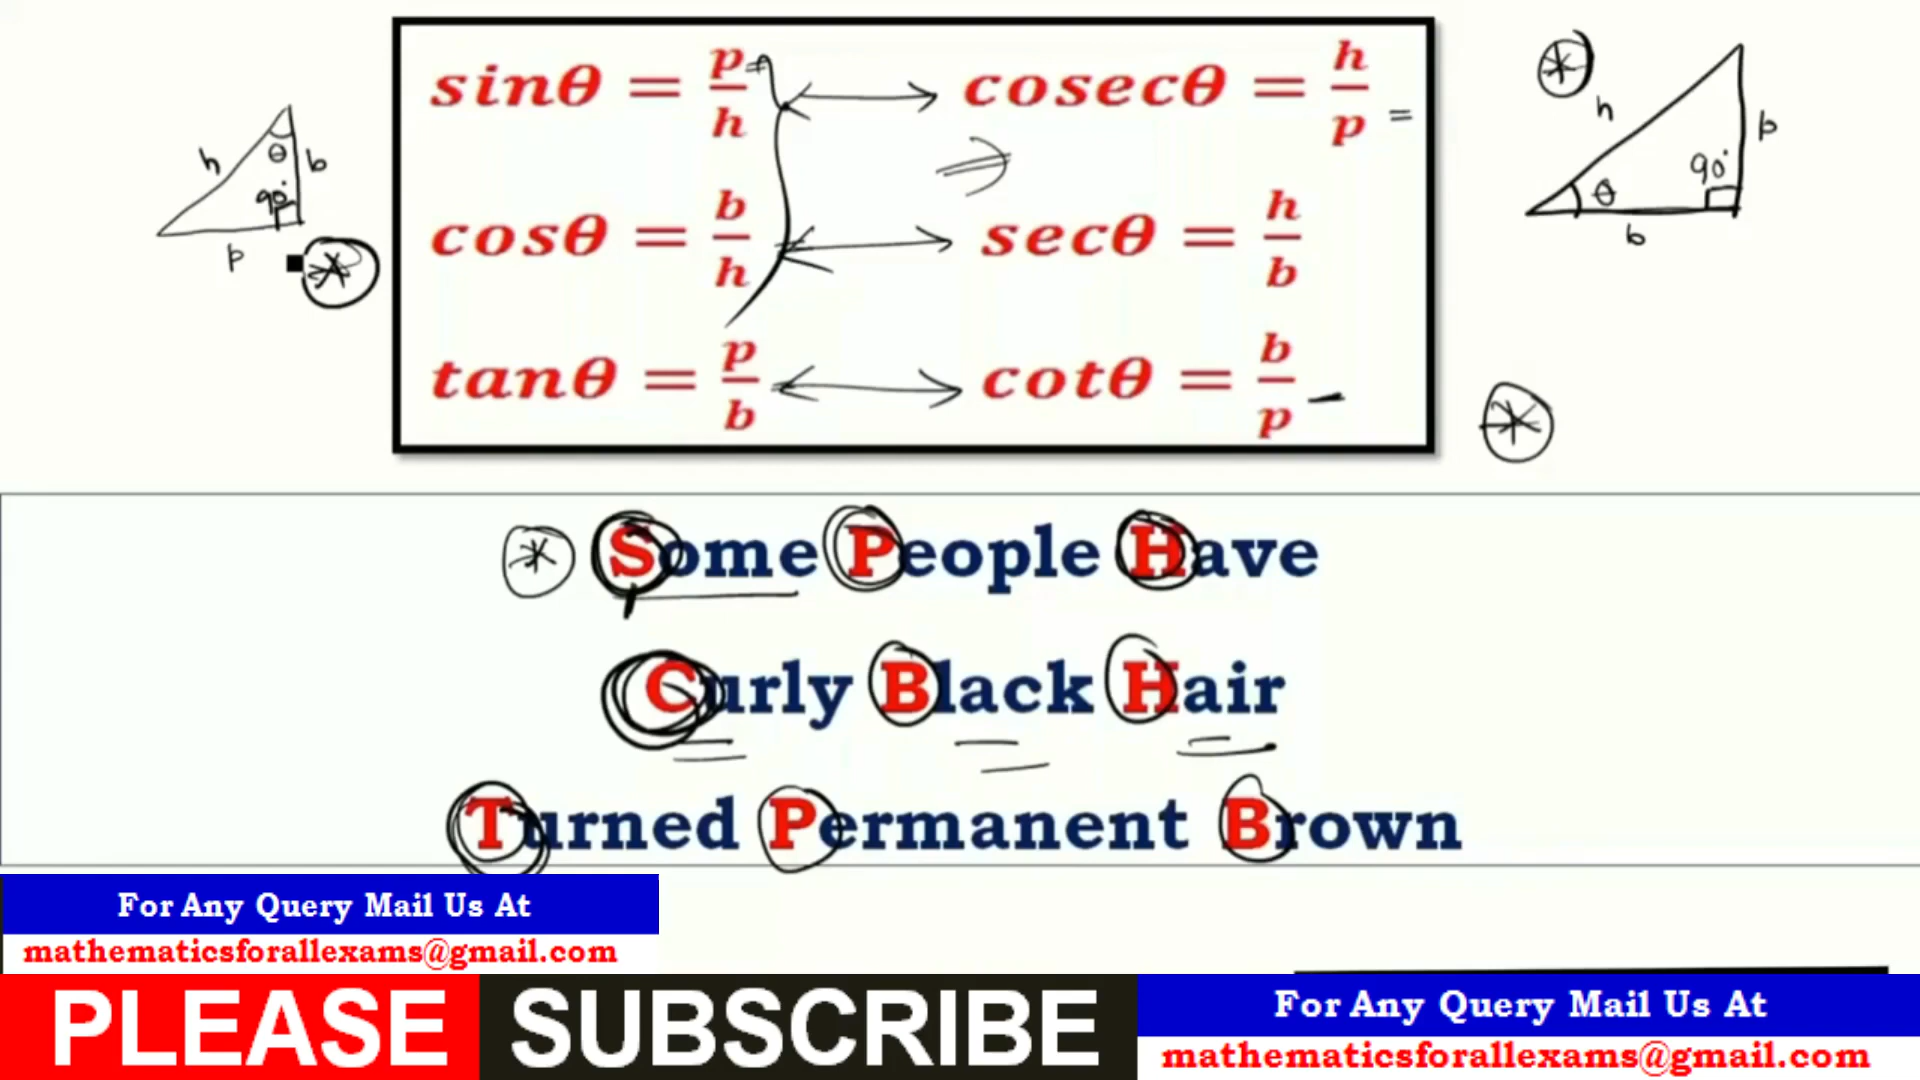 sinθ = p/h cosecθ = h/p =
cosθ = b/h secθ = h/b
tanθ = p/b cotθ = b/p
h θ b
90°
p
h p
θ 90°
b
Some People Have
Curly Black Hair
Turned Permanent Brown
For Any Query Mail Us At
mathematicsforallexams@gmail.com
PLEASE SUBSCRIBE
For Any Query Mail Us At
mathematicsforallexams@gmail.com